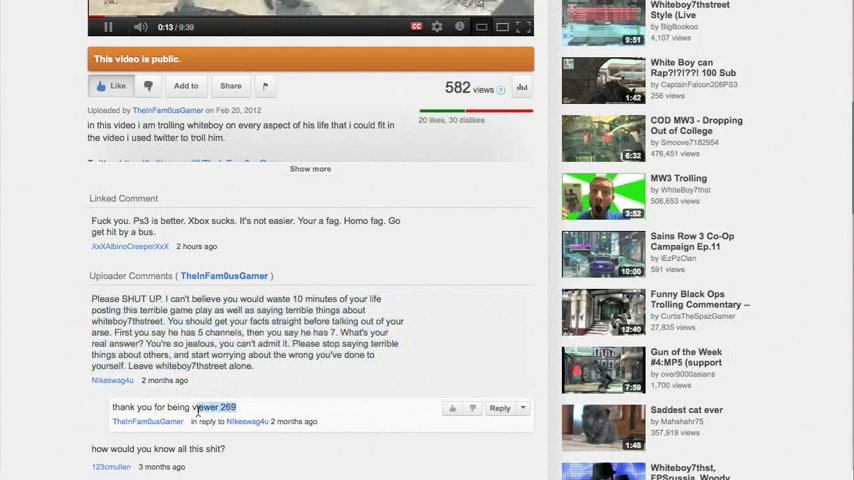 0:13 / 9:39
CC
This video is public.
Like
Add to
Share
582 views
Uploaded by TheInFam0usGamer on Feb 20, 2012
20 likes, 30 dislikes
in this video i am trolling whiteboy on every aspect of his life that i could fit in
the video i used twitter to troll him.
Show more
Linked Comment
Fuck you. Ps3 is better. Xbox sucks. It's not easier. Your a fag. Homo fag. Go
get hit by a bus.
XxXAlbinoCreeperXxX 2 hours ago
Uploader Comments ( TheInFam0usGamer )
Please SHUT UP. I can't believe you would waste 10 minutes of your life
posting this terrible game play as well as saying terrible things about
whiteboy7thstreet. You should get your facts straight before talking out of your
arse. First you say he has 5 channels, then you say he has 7. What's your
real answer? You're so jealous, you can't admit it. Please stop saying terrible
things about others, and start worrying about the wrong you've done to
yourself. Leave whiteboy7thstreet alone.
NIkeswag4u 2 months ago
thank you for being viewer 269
Reply
TheInFam0usGamer in reply to NIkeswag4u 2 months ago
how would you know all this shit?
123cmullen 3 months ago
Whiteboy7thstreet
Style (Live
by BigBookoo
4,107 views
9:51
White Boy can
Rap?!?!??! 100 Sub
by CaptainFalcon206PS3
256 views
1:42
COD MW3 - Dropping
Out of College
by Smoove7182954
476,451 views
6:32
MW3 Trolling
by WhiteBoy7thst
506,653 views
3:52
Sains Row 3 Co-Op
Campaign Ep.11
by iEzPzClan
591 views
10:00
Funny Black Ops
Trolling Commentary --
by CurtisTheSpazGamer
27,835 views
12:40
Gun of the Week
#4:MP5 (support
by over9000asians
1,700 views
7:59
Saddest cat ever
by Mahshahr75
357,919 views
1:48
Whiteboy7thst,
FPSrussia, Woody